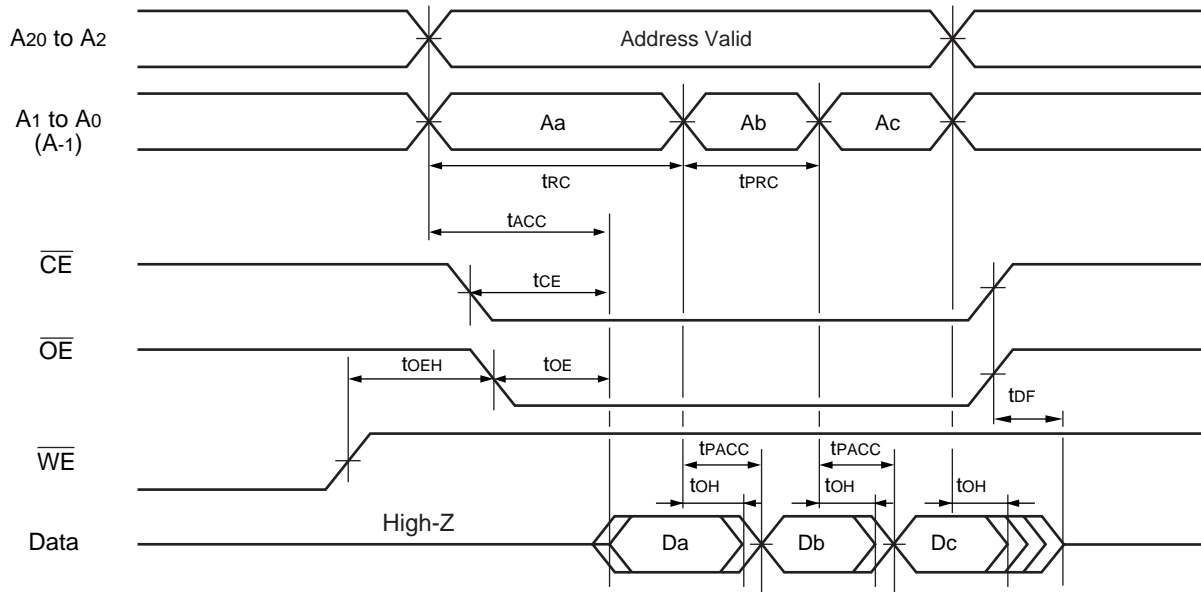 A20 to A2
Address Valid
A1 to A0
(A-1)
Aa
Ab
Ac
tRC
tPRC
tACC
CE
tCE
OE
tOEH
tOE
tDF
WE
tPACC
tPACC
tOH
tOH
tOH
High-Z
Data
Da
Db
Dc